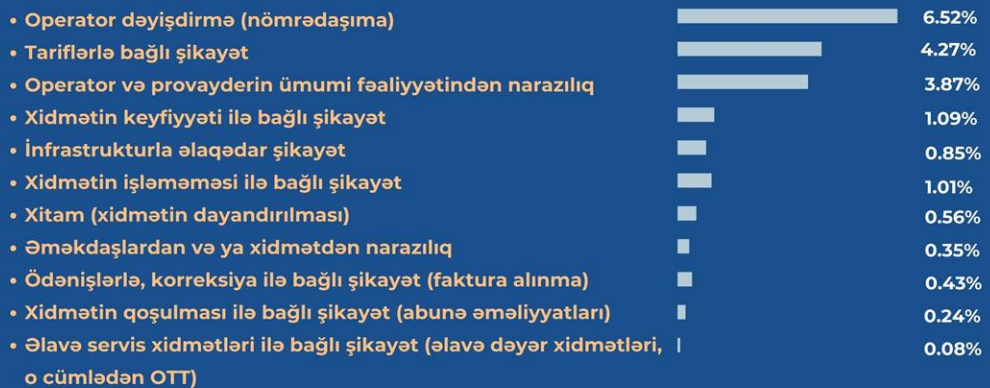 • Operator dəyişdirmə (nömrədaşıma) 6.52%
• Tariflərlə bağlı şikayət 4.27%
• Operator və provayderin ümumi fəaliyyətindən narazılıq 3.87%
• Xidmətin keyfiyyəti ilə bağlı şikayət 1.09%
• İnfrastrukturla əlaqədar şikayət 0.85%
• Xidmətin işləməməsi ilə bağlı şikayət 1.01%
• Xitam (xidmətin dayandırılması) 0.56%
• Əməkdaşlardan və ya xidmətdən narazılıq 0.35%
• Ödənişlərlə, korreksiya ilə bağlı şikayət (faktura alınma) 0.43%
• Xidmətin qoşulması ilə bağlı şikayət (abunə əməliyyatları) 0.24%
• Əlavə servis xidmətləri ilə bağlı şikayət (əlavə dəyər xidmətləri, 0.08%
o cümlədən OTT)